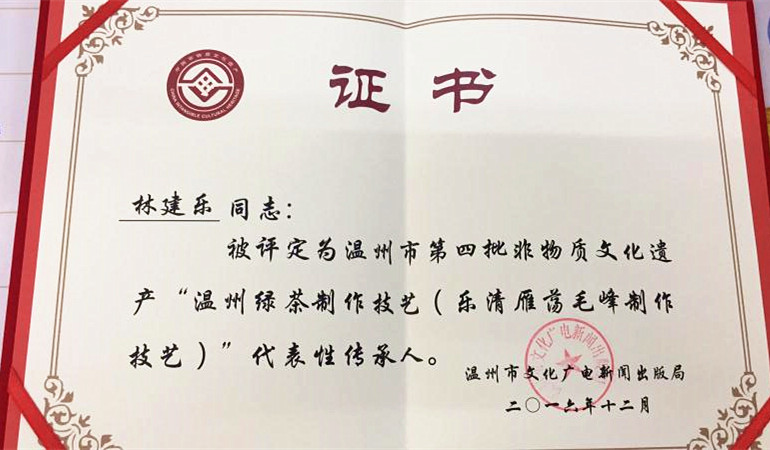 中国非物质文化遗产
CHINA INTANGIBLE CULTURAL HERITAGE
证书
林建乐 同志：
被评定为温州市第四批非物质文化遗
产“温州绿茶制作技艺（乐清雁荡毛峰制作
技艺）”代表性传承人。
文化广电新闻出版
温州市文化广电新闻出版局
二〇一六年十二月